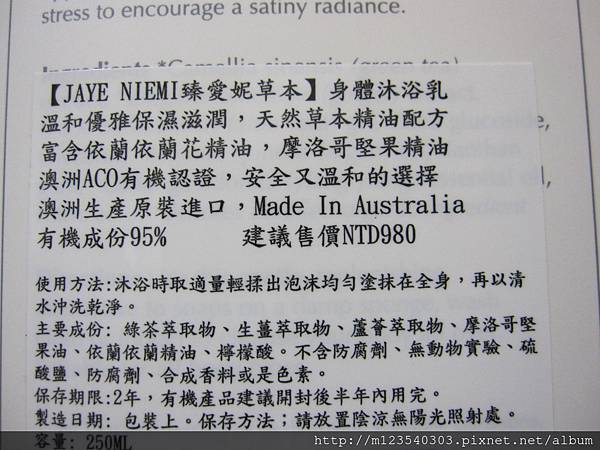 stress to encourage a satiny radiance.
Ingredients *Camellia sinensis (green tea)
【JAYE NIEMI臻愛妮草本】身體沐浴乳
溫和優雅保濕滋潤，天然草本精油配方
富含依蘭依蘭花精油，摩洛哥堅果精油
澳洲ACO有機認證，安全又溫和的選擇
澳洲生產原裝進口，Made In Australia
有機成份95% 建議售價NTD980
使用方法:沐浴時取適量輕揉出泡沫均勻塗抹在全身，再以清
水沖洗乾淨。
主要成份: 綠茶萃取物、生薑萃取物、蘆薈萃取物、摩洛哥堅
果油、依蘭依蘭精油、檸檬酸。不含防腐劑、無動物實驗、硫
酸鹽、防腐劑、合成香料或是色素。
保存期限:2年，有機產品建議開封後半年內用完。
製造日期: 包裝上。保存方法；請放置陰涼無陽光照射處。
容量: 250ML
http://m123540303.pixnet.net/album